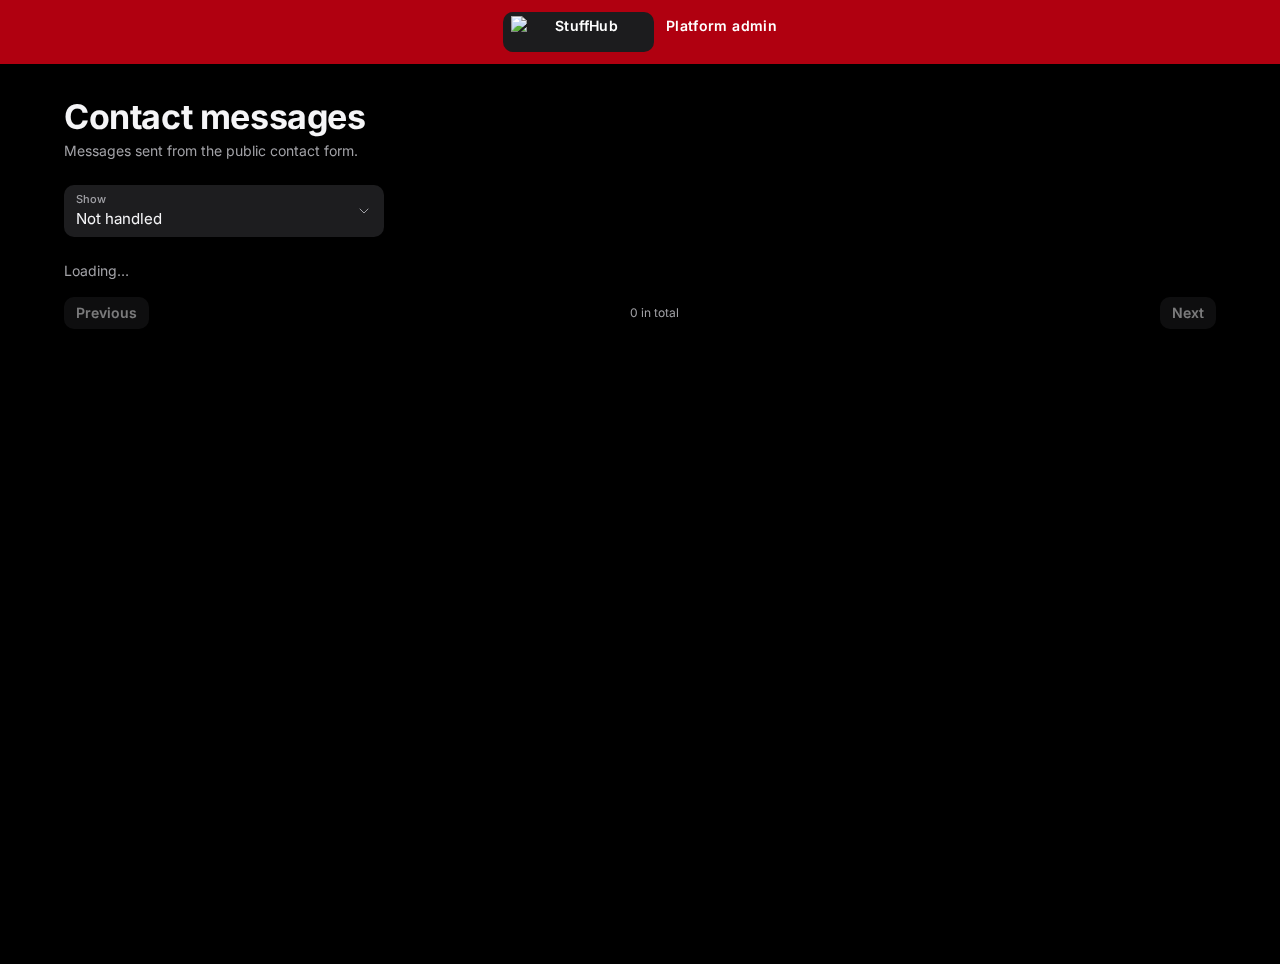 StuffHub
Platform admin
Contact messages
Messages sent from the public contact form.
Show
Not handled
Loading...
Previous
0 in total
Next